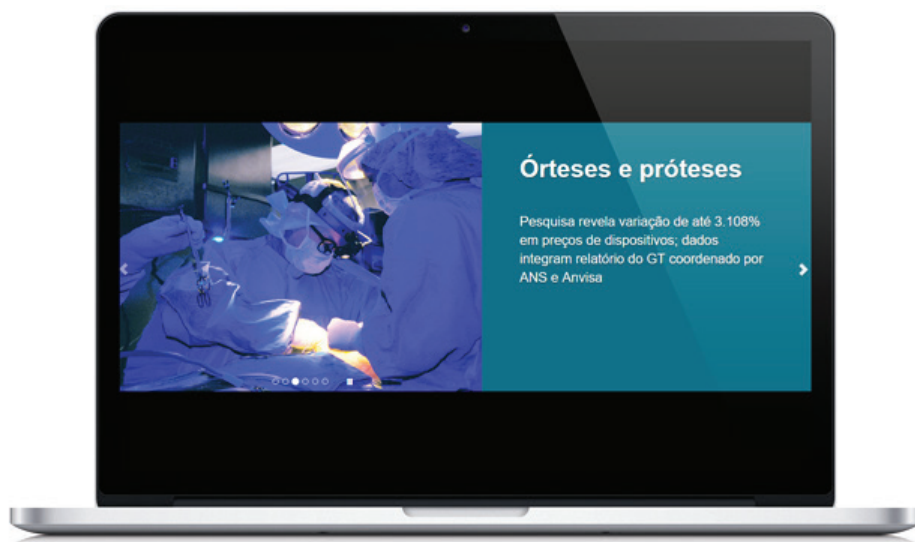 Órteses e próteses
Pesquisa revela variação de até 3.108%
em preços de dispositivos; dados
integram relatório do GT coordenado por
ANS e Anvisa